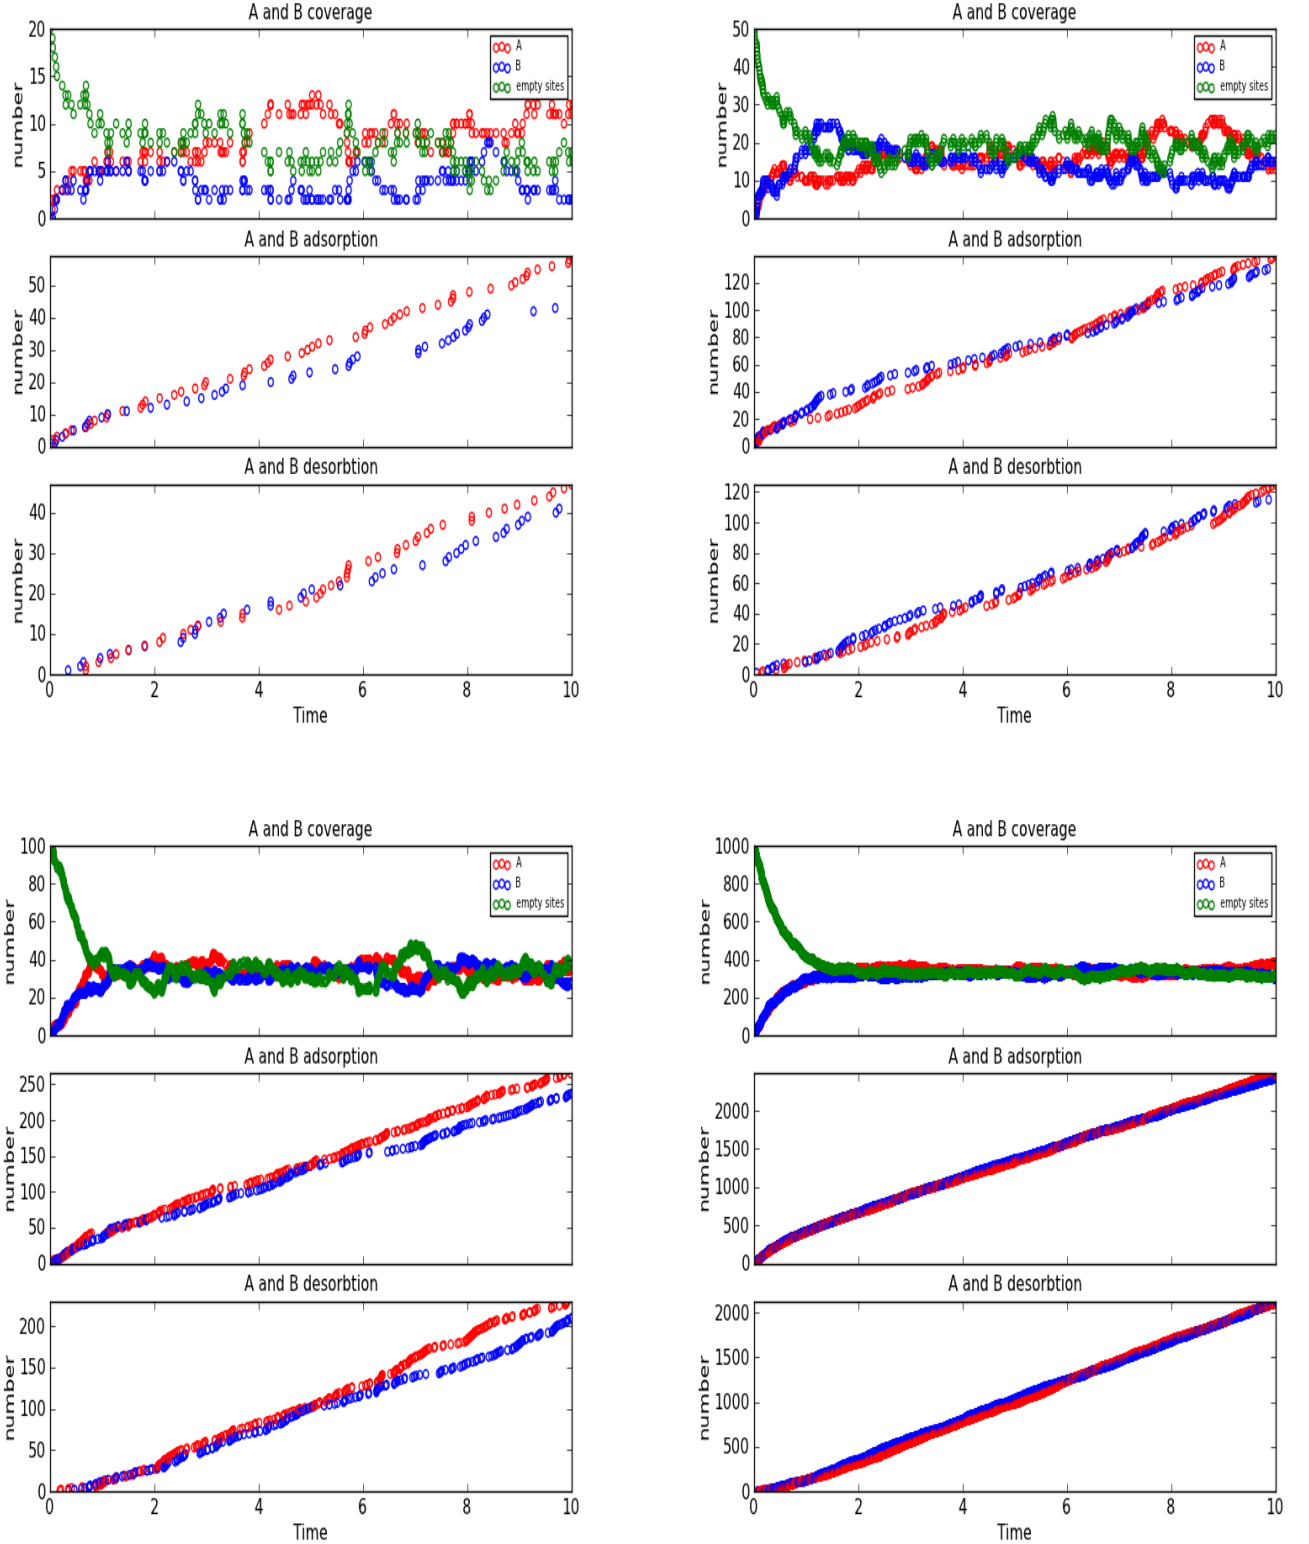 A and B coverage
number
20
15
10
5
0
A
B
empty sites
A and B adsorption
number
50
40
30
20
10
0
A and B desorbtion
number
40
30
20
10
0
0 2 4 6 8 10
Time
A and B coverage
number
50
40
30
20
10
0
A
B
empty sites
A and B adsorption
number
120
100
80
60
40
20
0
A and B desorbtion
number
120
100
80
60
40
20
0
0 2 4 6 8 10
Time
A and B coverage
number
100
80
60
40
20
0
A
B
empty sites
A and B adsorption
number
250
200
150
100
50
0
A and B desorbtion
number
200
150
100
50
0
0 2 4 6 8 10
Time
A and B coverage
number
1000
800
600
400
200
0
A
B
empty sites
A and B adsorption
number
2000
1500
1000
500
0
A and B desorbtion
number
2000
1500
1000
500
0
0 2 4 6 8 10
Time